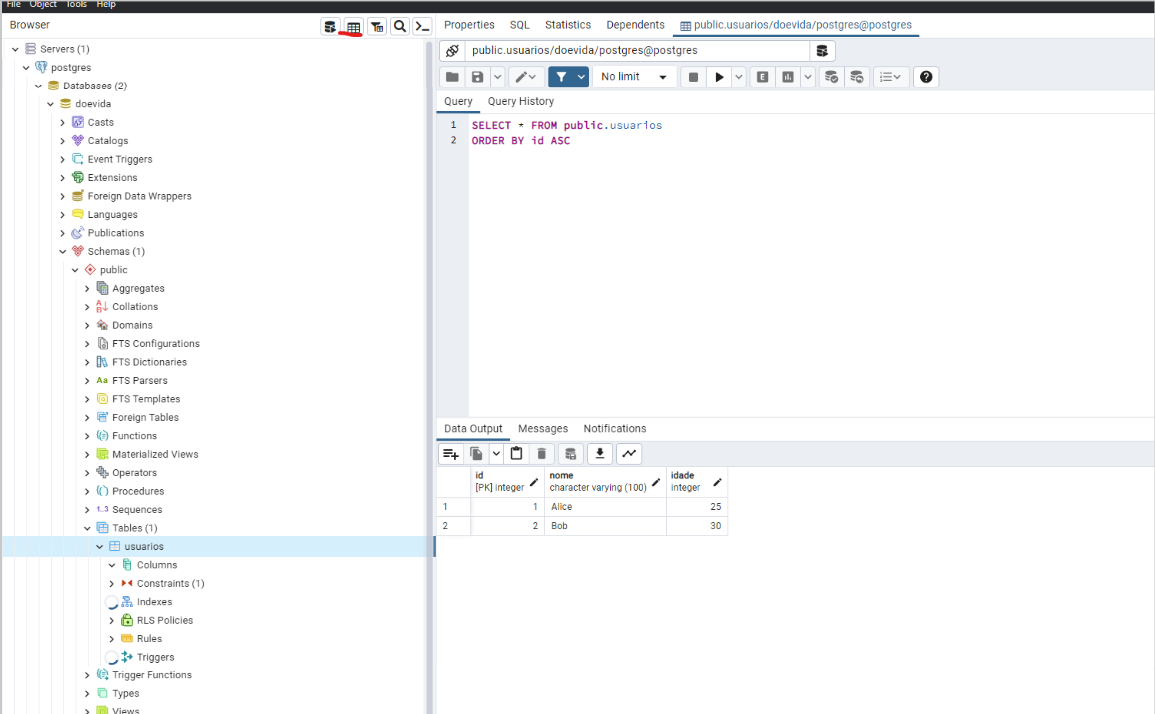 File Object Tools Help
Browser
Properties SQL Statistics Dependents public.usuarios/doevida/postgres@postgres
Servers (1)
postgres
Databases (2)
doevida
Casts
Catalogs
Event Triggers
Extensions
Foreign Data Wrappers
Languages
Publications
Schemas (1)
public
Aggregates
Collations
Domains
FTS Configurations
FTS Dictionaries
Aa FTS Parsers
FTS Templates
Foreign Tables
Functions
Materialized Views
Operators
Procedures
1..3 Sequences
Tables (1)
usuarios
Columns
Constraints (1)
Indexes
RLS Policies
Rules
Triggers
Trigger Functions
Types
Views
public.usuarios/doevida/postgres@postgres
No limit E
Query Query History
1 SELECT * FROM public.usuarios
2 ORDER BY id ASC
Data Output Messages Notifications
id nome idade
[PK] integer character varying (100) integer
1 1 Alice 25
2 2 Bob 30